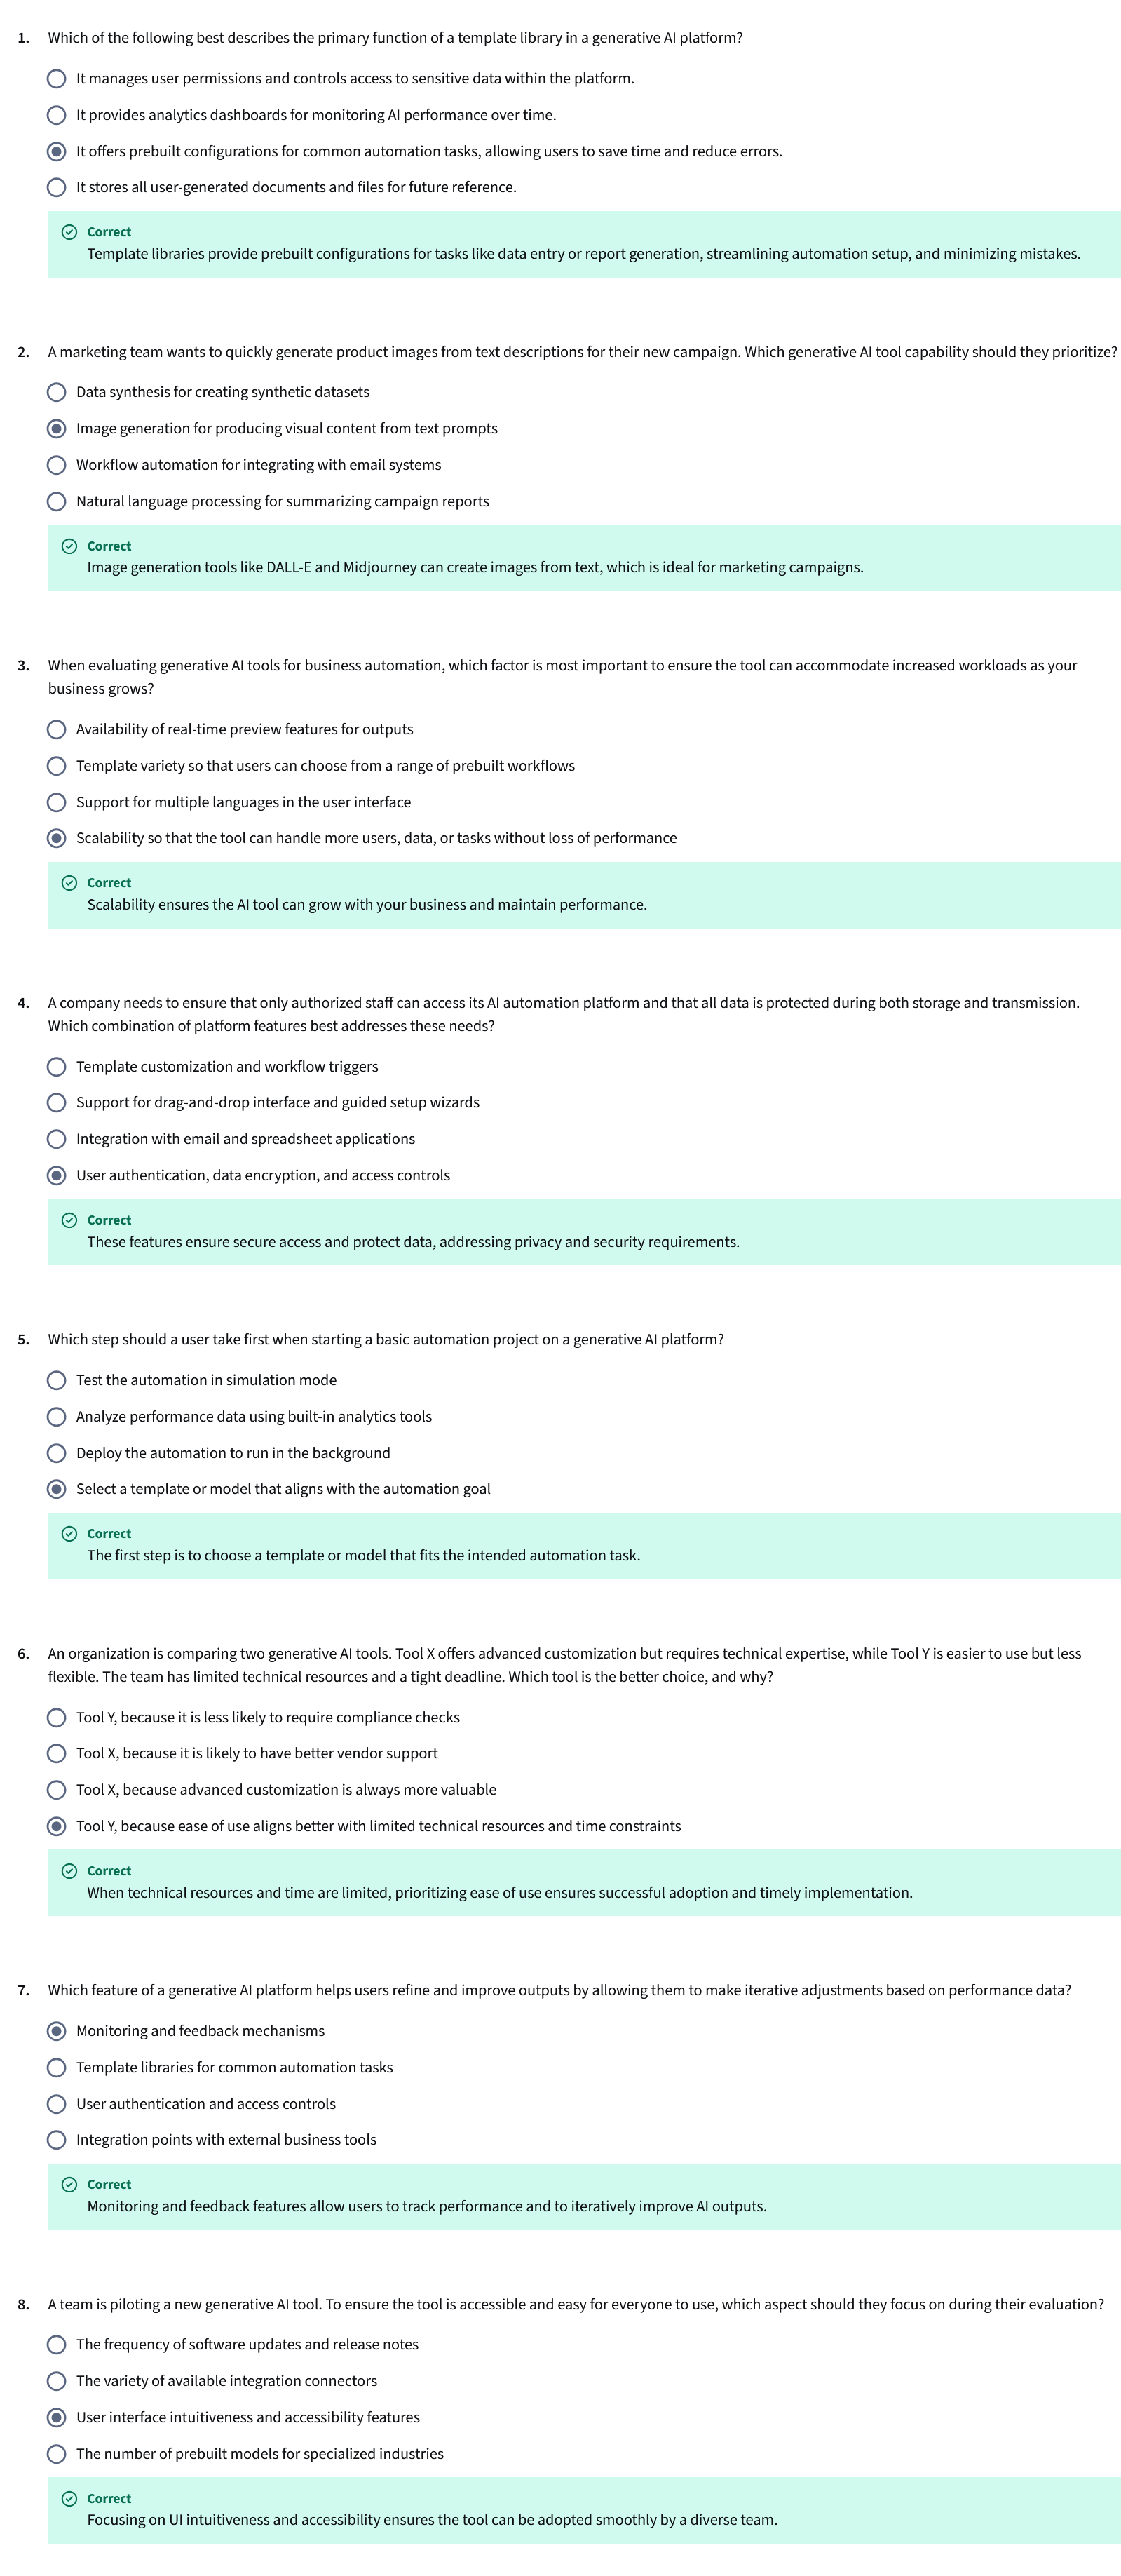 1. Which of the following best describes the primary function of a template library in a generative AI platform?
It manages user permissions and controls access to sensitive data within the platform.
It provides analytics dashboards for monitoring AI performance over time.
It offers prebuilt configurations for common automation tasks, allowing users to save time and reduce errors.
It stores all user-generated documents and files for future reference.
Correct
Template libraries provide prebuilt configurations for tasks like data entry or report generation, streamlining automation setup, and minimizing mistakes.
2. A marketing team wants to quickly generate product images from text descriptions for their new campaign. Which generative AI tool capability should they prioritize?
Data synthesis for creating synthetic datasets
Image generation for producing visual content from text prompts
Workflow automation for integrating with email systems
Natural language processing for summarizing campaign reports
Correct
Image generation tools like DALL-E and Midjourney can create images from text, which is ideal for marketing campaigns.
3. When evaluating generative AI tools for business automation, which factor is most important to ensure the tool can accommodate increased workloads as your
business grows?
Availability of real-time preview features for outputs
Template variety so that users can choose from a range of prebuilt workflows
Support for multiple languages in the user interface
Scalability so that the tool can handle more users, data, or tasks without loss of performance
Correct
Scalability ensures the AI tool can grow with your business and maintain performance.
4. A company needs to ensure that only authorized staff can access its AI automation platform and that all data is protected during both storage and transmission.
Which combination of platform features best addresses these needs?
Template customization and workflow triggers
Support for drag-and-drop interface and guided setup wizards
Integration with email and spreadsheet applications
User authentication, data encryption, and access controls
Correct
These features ensure secure access and protect data, addressing privacy and security requirements.
5. Which step should a user take first when starting a basic automation project on a generative AI platform?
Test the automation in simulation mode
Analyze performance data using built-in analytics tools
Deploy the automation to run in the background
Select a template or model that aligns with the automation goal
Correct
The first step is to choose a template or model that fits the intended automation task.
6. An organization is comparing two generative AI tools. Tool X offers advanced customization but requires technical expertise, while Tool Y is easier to use but less
flexible. The team has limited technical resources and a tight deadline. Which tool is the better choice, and why?
Tool Y, because it is less likely to require compliance checks
Tool X, because it is likely to have better vendor support
Tool X, because advanced customization is always more valuable
Tool Y, because ease of use aligns better with limited technical resources and time constraints
Correct
When technical resources and time are limited, prioritizing ease of use ensures successful adoption and timely implementation.
7. Which feature of a generative AI platform helps users refine and improve outputs by allowing them to make iterative adjustments based on performance data?
Monitoring and feedback mechanisms
Template libraries for common automation tasks
User authentication and access controls
Integration points with external business tools
Correct
Monitoring and feedback features allow users to track performance and to iteratively improve AI outputs.
8. A team is piloting a new generative AI tool. To ensure the tool is accessible and easy for everyone to use, which aspect should they focus on during their evaluation?
The frequency of software updates and release notes
The variety of available integration connectors
User interface intuitiveness and accessibility features
The number of prebuilt models for specialized industries
Correct
Focusing on UI intuitiveness and accessibility ensures the tool can be adopted smoothly by a diverse team.